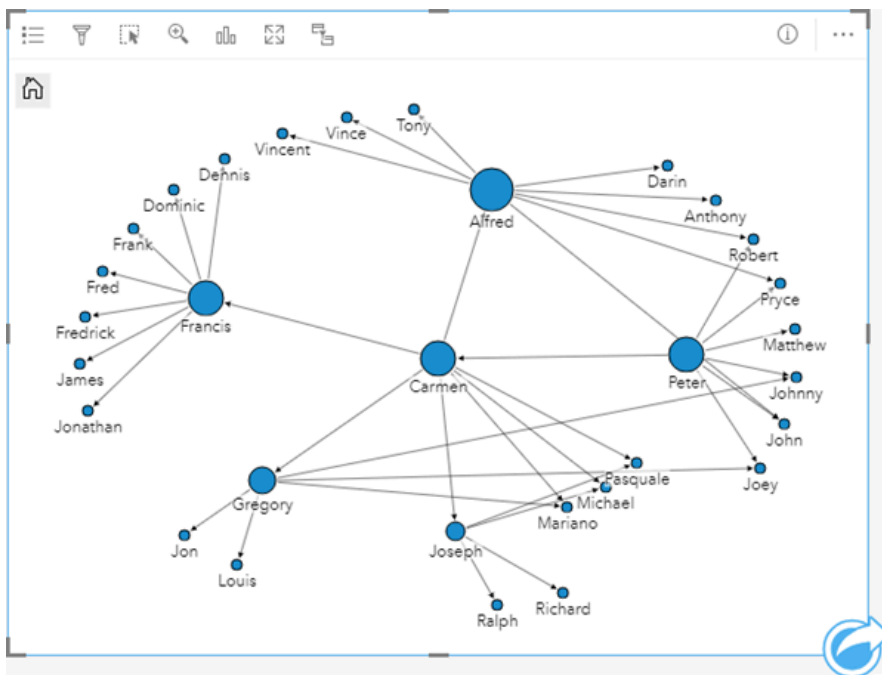 Tony
Vince
Vincent
Dennis
Darin
Dominic
Anthony
Alfred
Frank
Robert
Fred
Pryce
Francis
Fredrick
Matthew
James
Carmen
Peter
Johnny
Jonathan
John
Pasquale
Joey
Gregory
Michael
Mariano
Jon
Joseph
Louis
Richard
Ralph